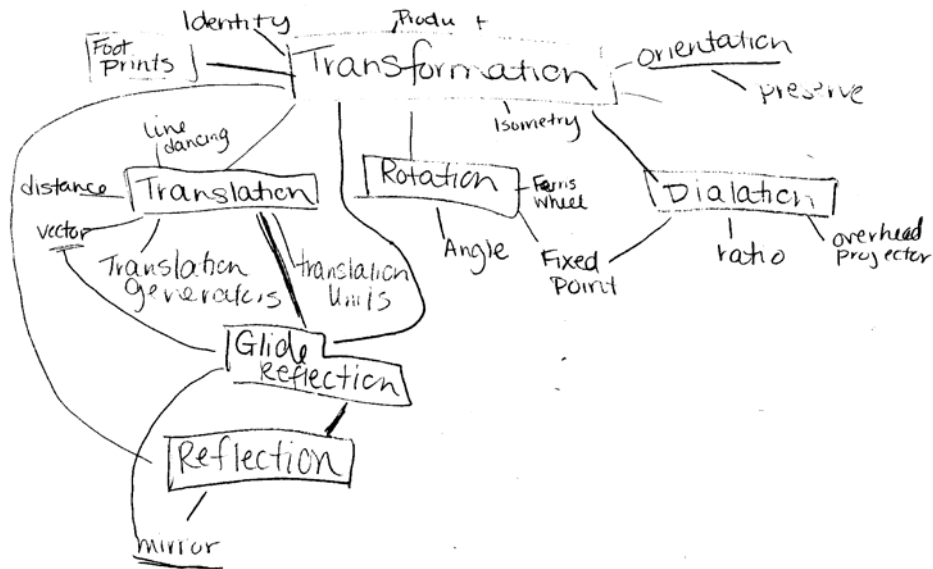 Identity
Produ t
Foot
Prints
Transformation
orientation
preserve
Isometry
line
dancing
distance
Translation
Rotation
Ferris
Wheel
Dialation
vector
Translation
Generators
translation
Units
Angle
Fixed
Point
ratio
overhead
projector
Glide
Reflection
Reflection
mirror